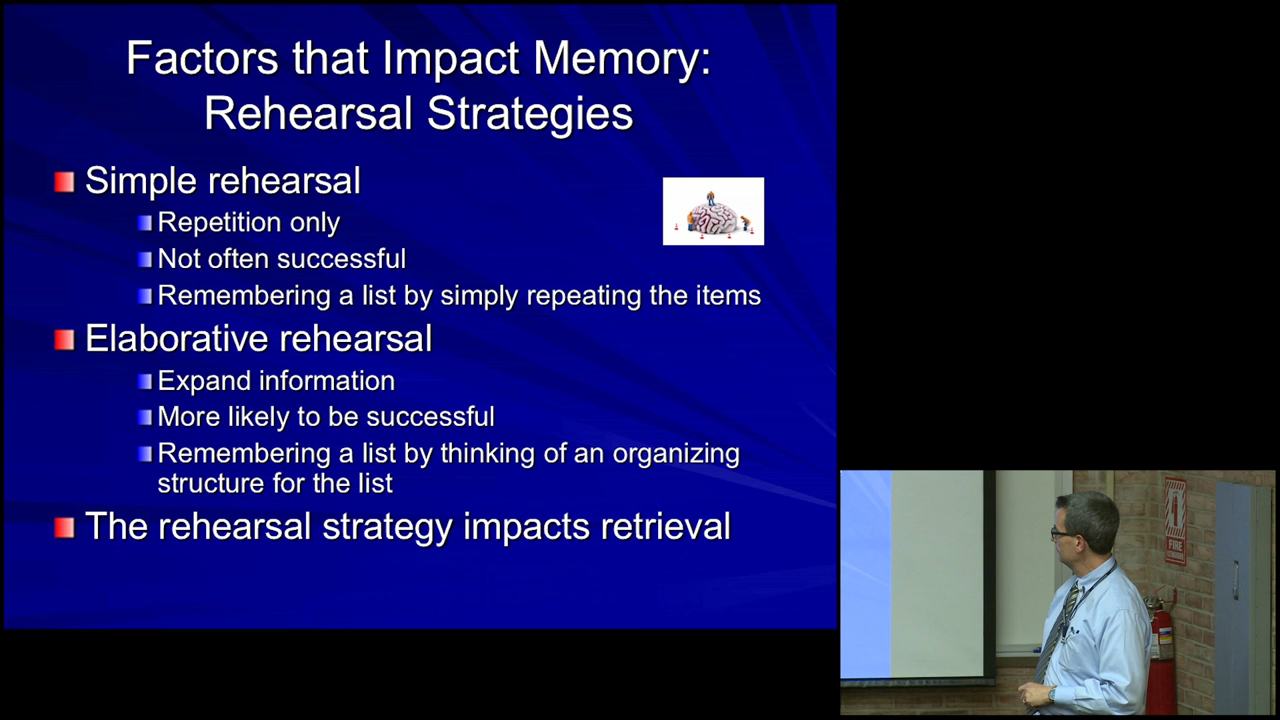 Factors that Impact Memory:
Rehearsal Strategies
Simple rehearsal
Repetition only
Not often successful
Remembering a list by simply repeating the items
Elaborative rehearsal
Expand information
More likely to be successful
Remembering a list by thinking of an organizing
structure for the list
The rehearsal strategy impacts retrieval
FIRE